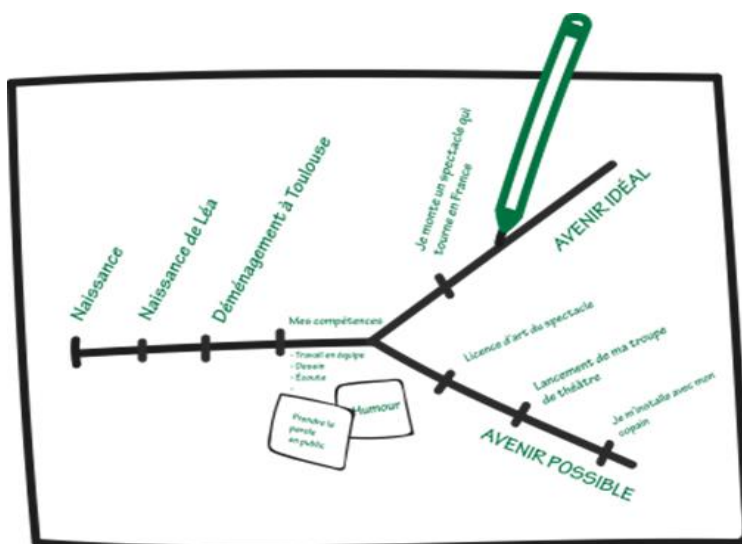 Naissance
Naissance de Léa
Déménagement à Toulouse
Mes compétences
- Travail en équipe
- Dessin
- Écoute
-
Prendre la
parole
en public
Humour
Je monte un spectacle qui
tourne en France
AVENIR IDÉAL
Licence d'art du spectacle
Lancement de ma troupe
de théâtre
Je m'installe avec mon
copain
AVENIR POSSIBLE